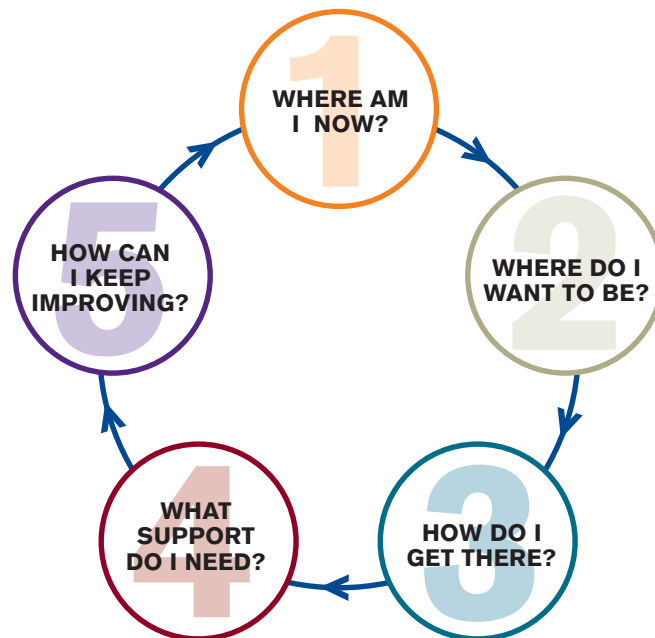 1
WHERE AM
I NOW?
2
WHERE DO I
WANT TO BE?
3
HOW DO I
GET THERE?
4
WHAT
SUPPORT
DO I NEED?
5
HOW CAN
I KEEP
IMPROVING?